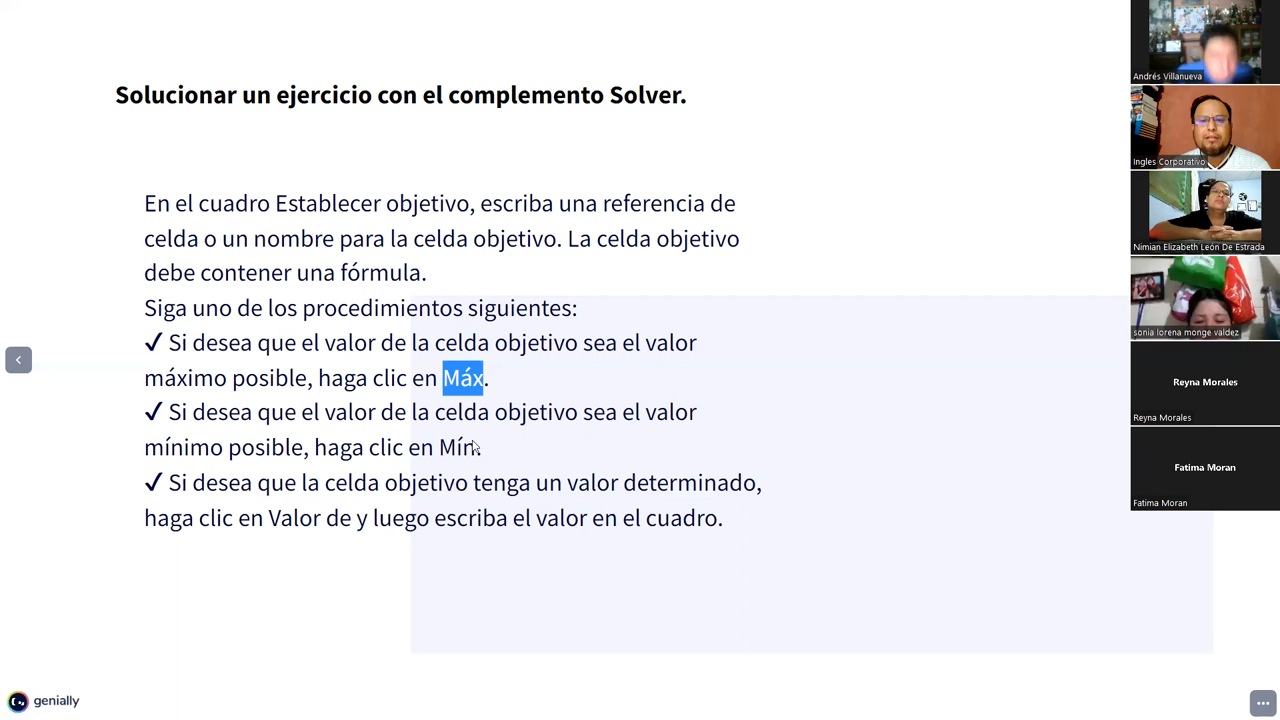 Solucionar un ejercicio con el complemento Solver.
En el cuadro Establecer objetivo, escriba una referencia de
celda o un nombre para la celda objetivo. La celda objetivo
debe contener una fórmula.
Siga uno de los procedimientos siguientes:
✓ Si desea que el valor de la celda objetivo sea el valor
máximo posible, haga clic en Máx.
✓ Si desea que el valor de la celda objetivo sea el valor
mínimo posible, haga clic en Mín.
✓ Si desea que la celda objetivo tenga un valor determinado,
haga clic en Valor de y luego escriba el valor en el cuadro.
genially
Andrés Villanueva
Ingles Corporativo
Nimian Elizabeth León De Estrada
sonia lorena monge valdez
Reyna Morales
Reyna Morales
Fatima Moran
Fatima Moran